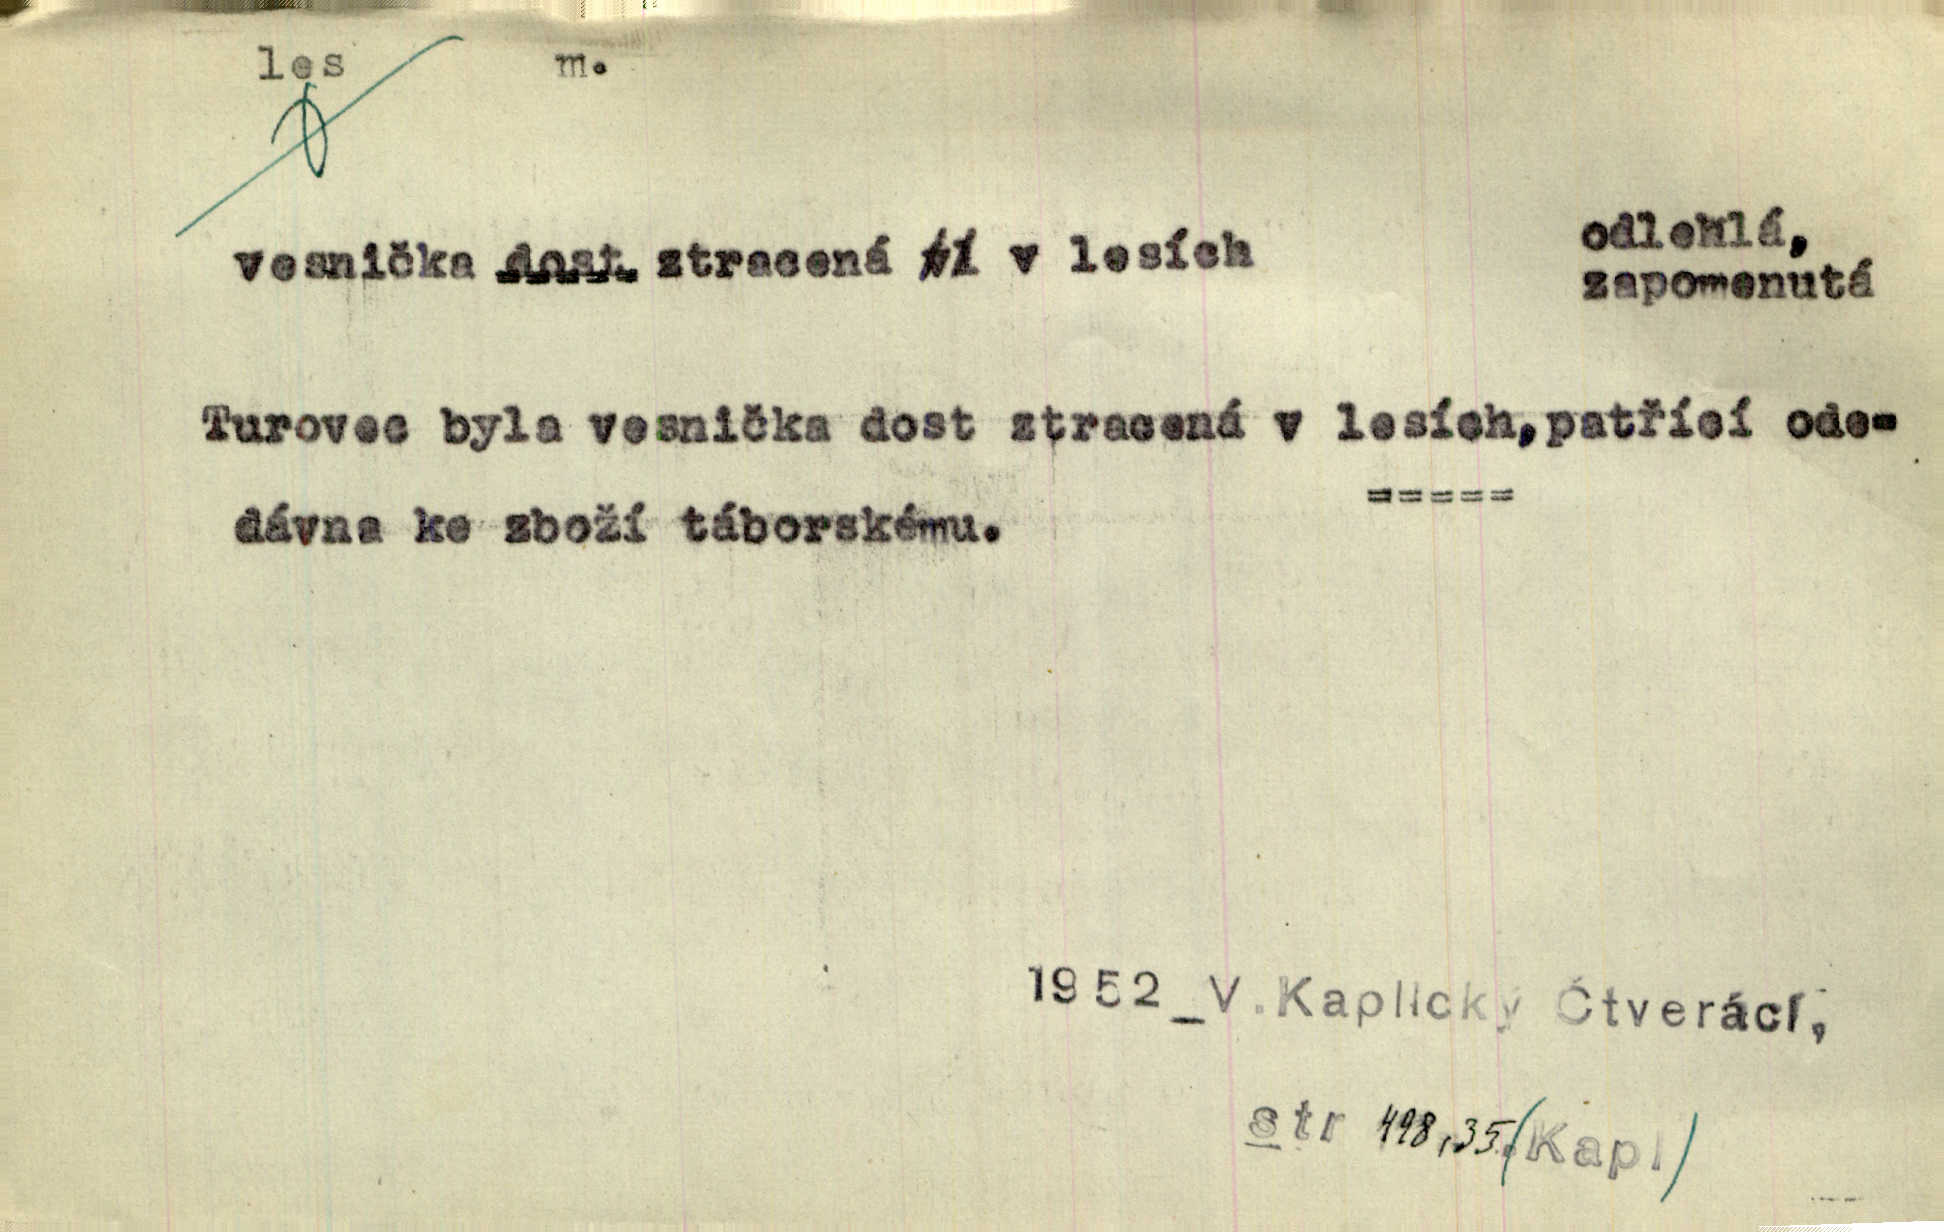 les m.
vesnička dost ztracená v lesích odlehlá,
zapomenutá
Turovec byla vesnička dost ztracená v lesích,patřící ode-
=====
dávna ke zboží táborskému.
1952_V.Kaplický Čtveráci,
str 498,35(Kapl)